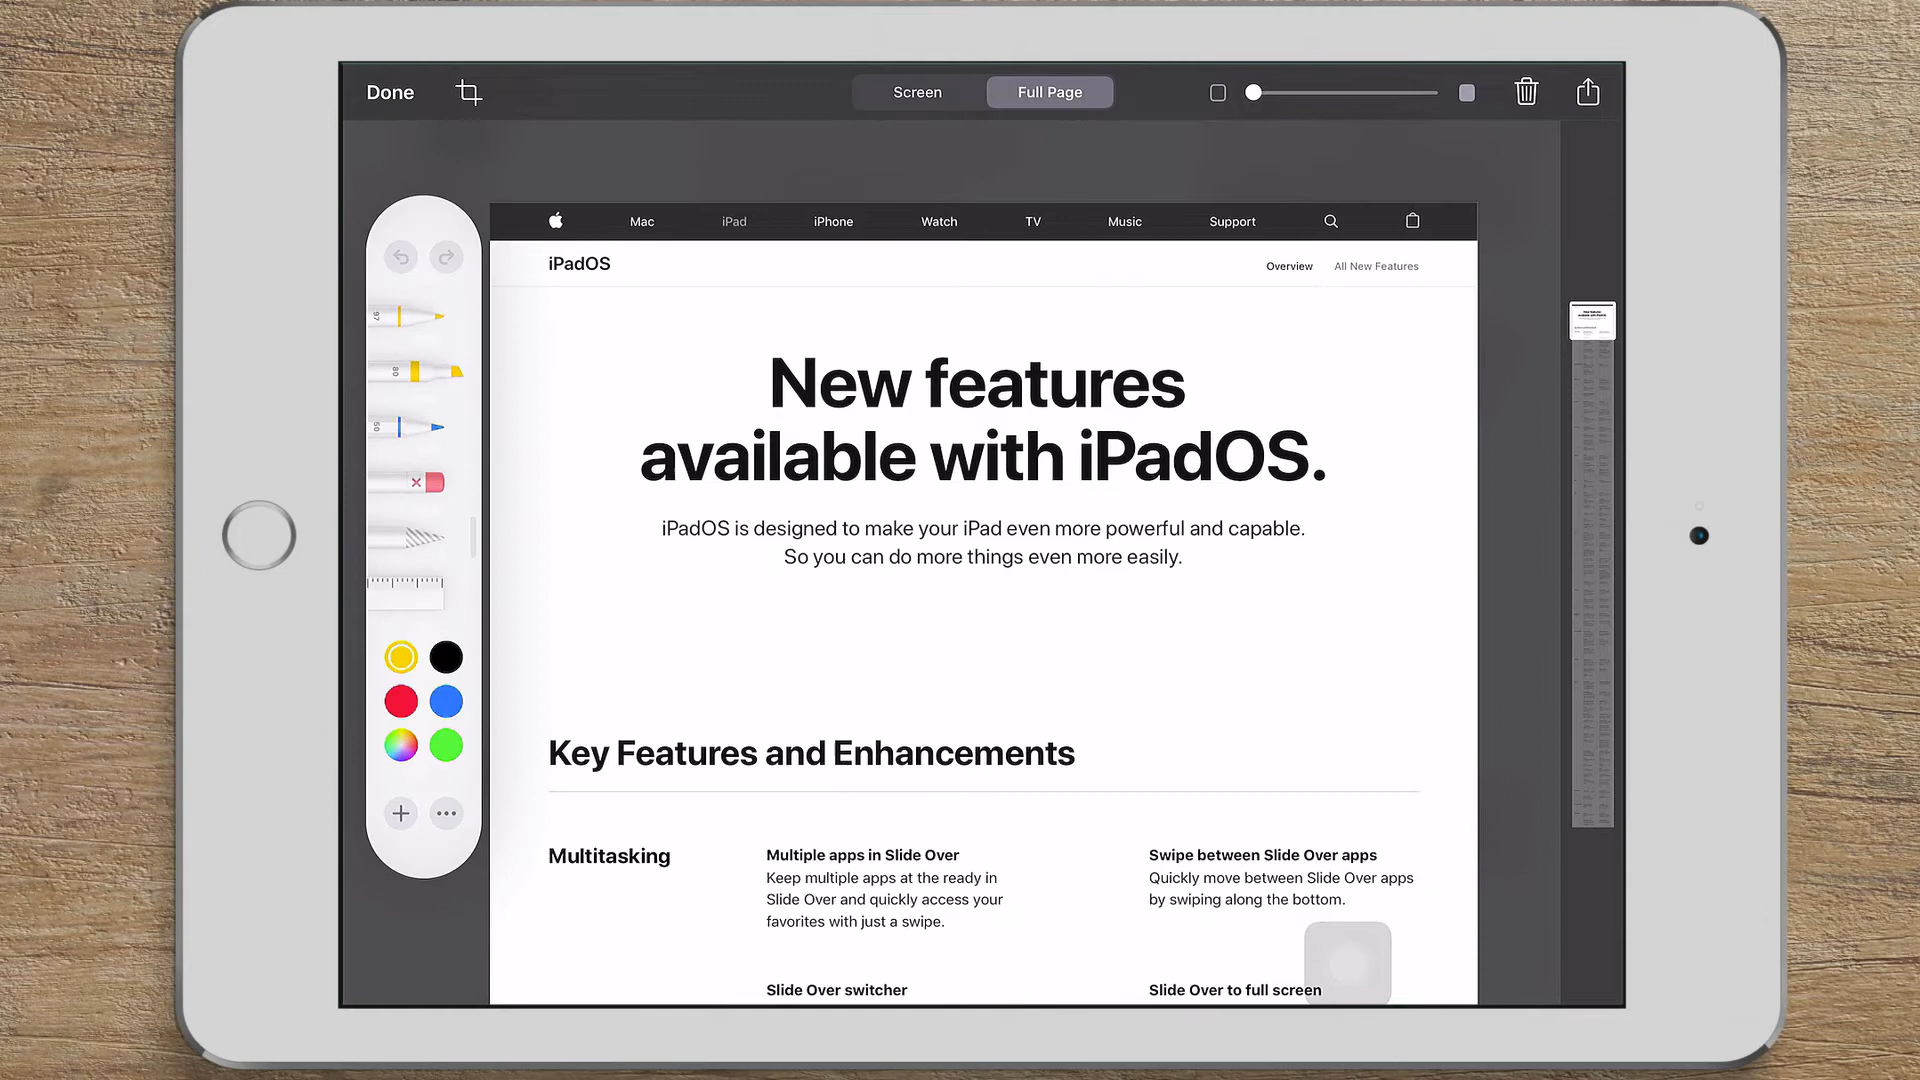 Done
Screen
Full Page
Mac
iPad
iPhone
Watch
TV
Music
Support
iPadOS
Overview
All New Features
New features
available with iPadOS.
iPadOS is designed to make your iPad even more powerful and capable.
So you can do more things even more easily.
97
80
50
Key Features and Enhancements
Multitasking
Multiple apps in Slide Over
Keep multiple apps at the ready in
Slide Over and quickly access your
favorites with just a swipe.
Swipe between Slide Over apps
Quickly move between Slide Over apps
by swiping along the bottom.
Slide Over switcher
Slide Over to full screen